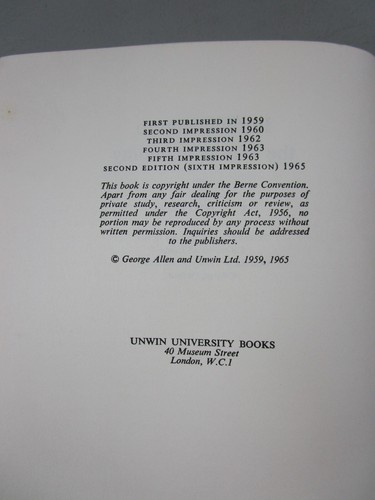 FIRST PUBLISHED IN 1959
SECOND IMPRESSION 1960
THIRD IMPRESSION 1962
FOURTH IMPRESSION 1963
FIFTH IMPRESSION 1963
SECOND EDITION (SIXTH IMPRESSION) 1965
This book is copyright under the Berne Convention.
Apart from any fair dealing for the purposes of
private study, research, criticism or review, as
permitted under the Copyright Act, 1956, no
portion may be reproduced by any process without
written permission. Inquiries should be addressed
to the publishers.
© George Allen and Unwin Ltd. 1959, 1965
UNWIN UNIVERSITY BOOKS
40 Museum Street
London, W.C.1